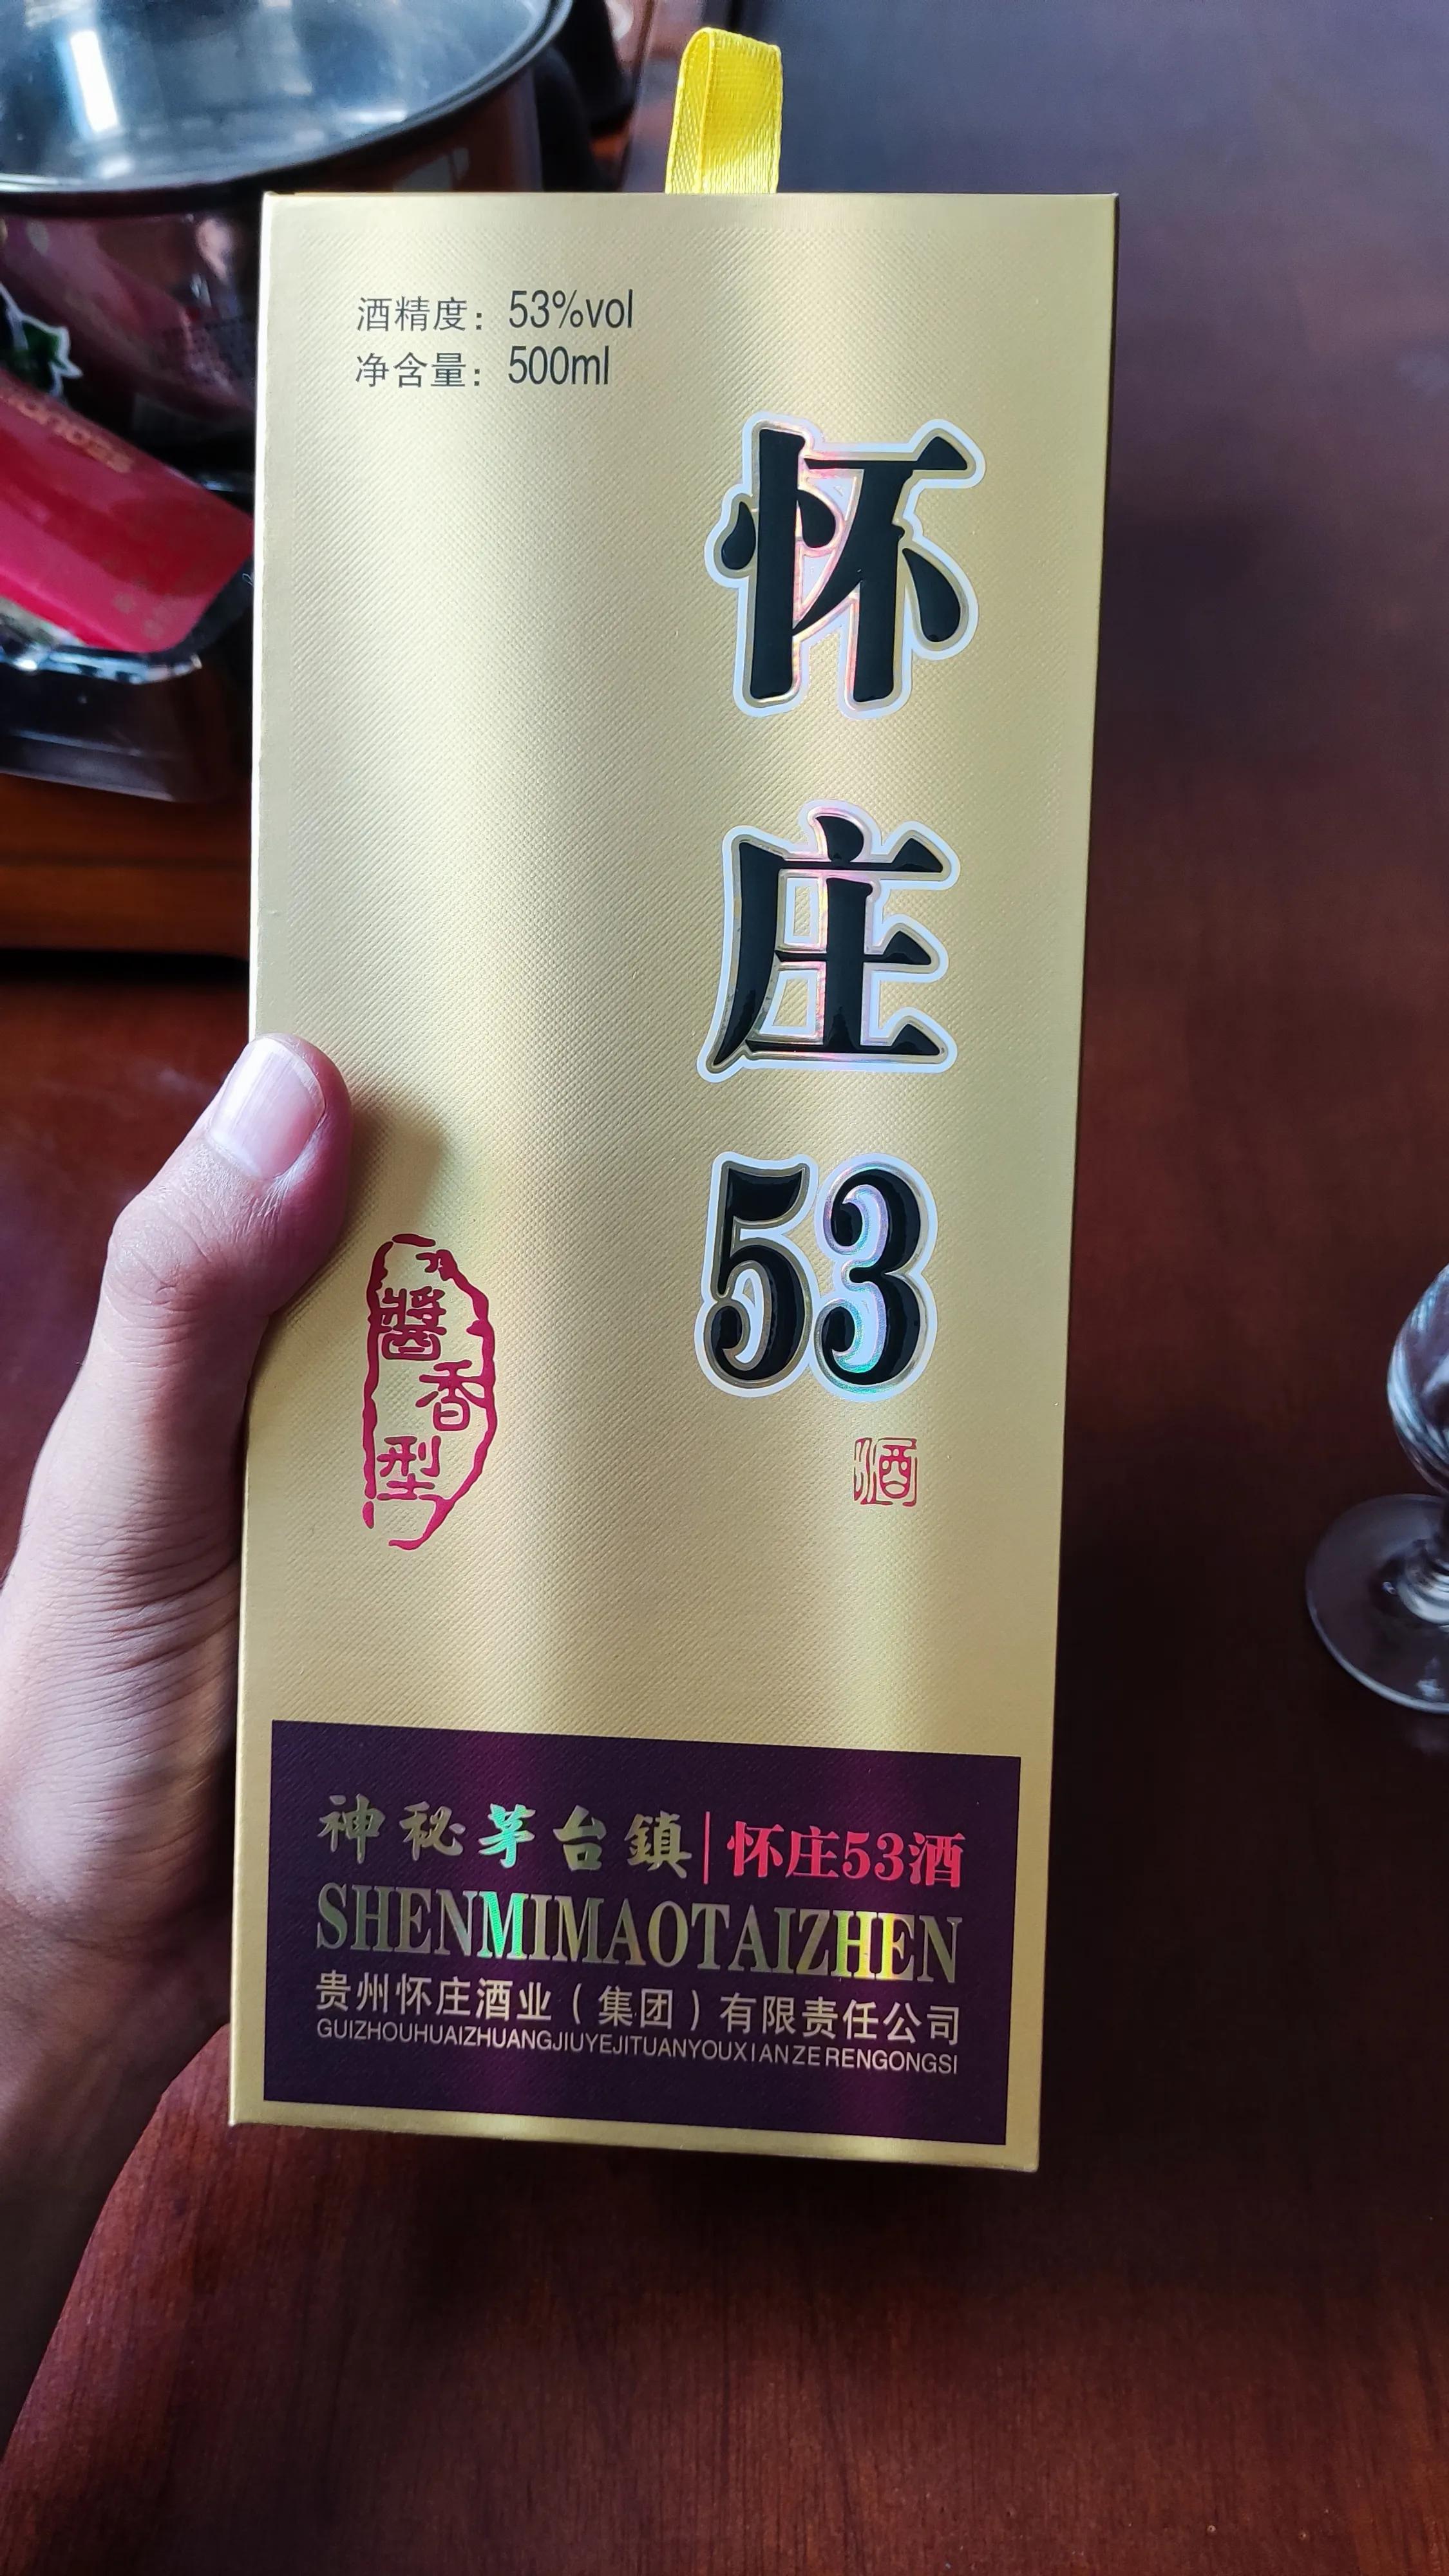 酒精度：53%vol
净含量：500ml
怀
庄
53
酒
醬
香
型
神秘茅台鎮|怀庄53酒
SHENMIMAOTAIZHEN
贵州怀庄酒业（集团）有限责任公司
GUIZHOUHUAIZHUANGJIUYEJITUANYOUXIANZERENGONGSI